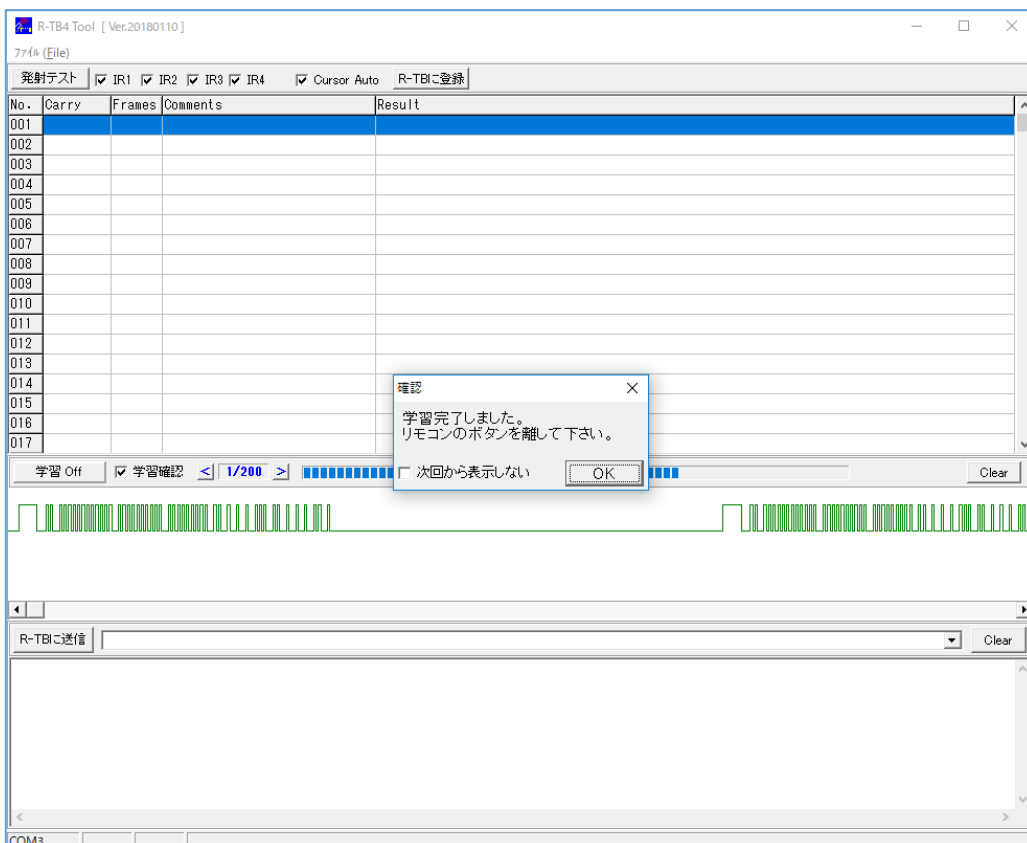 R-TB4 Tool [ Ver.20180110 ]
ﾌｧｲﾙ (File)
発射テスト IR1 IR2 IR3 IR4 Cursor Auto R-TBに登録
No. Carry Frames Comments Result
001
002
003
004
005
006
007
008
009
010
011
012
013
014
015
016
017
確認
学習完了しました。
リモコンのボタンを離して下さい。
次回から表示しない OK
学習 Off 学習確認 < 1/200 > Clear
R-TBに送信 Clear
COM3